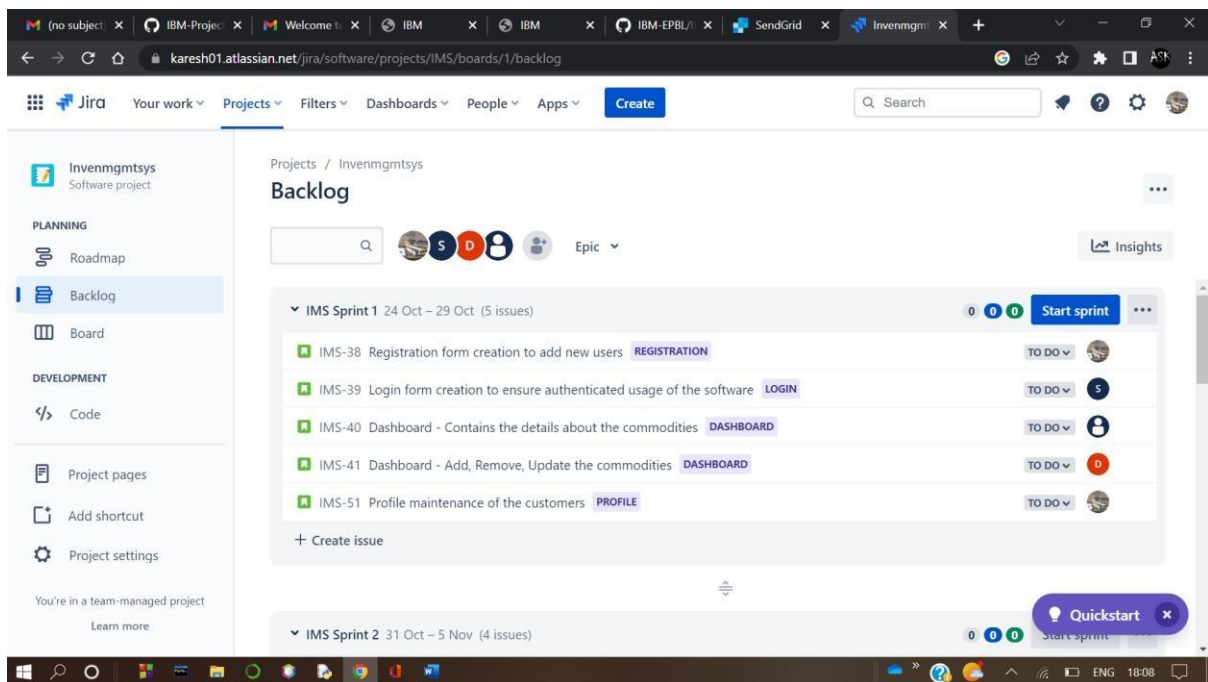 (no subject)
IBM-Project
Welcome to
IBM
IBM
IBM-EPBL/I
SendGrid
Invenmgmt
karesh01.atlassian.net/jira/software/projects/IMS/boards/1/backlog
ASK
Jira Your work Projects Filters Dashboards People Apps Create Search
Invenmgmtsys
Software project
PLANNING
Roadmap
Backlog
Board
DEVELOPMENT
Code
Project pages
Add shortcut
Project settings
You're in a team-managed project
Learn more
Projects / Invenmgmtsys
Backlog
S D Epic Insights
IMS Sprint 1 24 Oct – 29 Oct (5 issues) 0 0 0 Start sprint
IMS-38 Registration form creation to add new users REGISTRATION TO DO
IMS-39 Login form creation to ensure authenticated usage of the software LOGIN TO DO S
IMS-40 Dashboard - Contains the details about the commodities DASHBOARD TO DO
IMS-41 Dashboard - Add, Remove, Update the commodities DASHBOARD TO DO D
IMS-51 Profile maintenance of the customers PROFILE TO DO
+ Create issue
Quickstart
IMS Sprint 2 31 Oct – 5 Nov (4 issues) 0 0 0 Start sprint
ENG 18:08